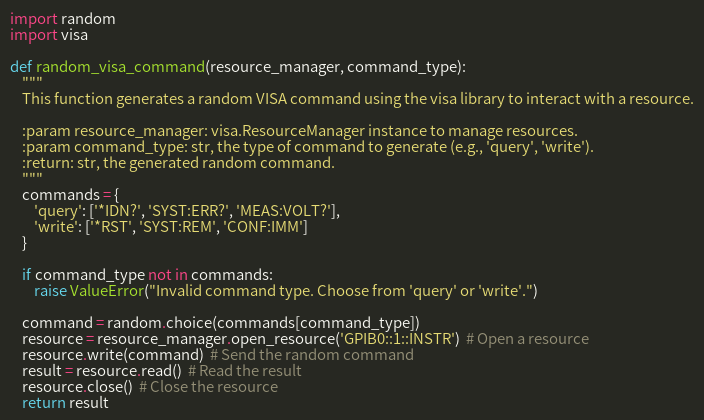 import random
import visa

def random_visa_command(resource_manager, command_type):
    """
    This function generates a random VISA command using the visa library to interact with a resource.

    :param resource_manager: visa.ResourceManager instance to manage resources.
    :param command_type: str, the type of command to generate (e.g., 'query', 'write').
    :return: str, the generated random command.
    """
    commands = {
        'query': ['*IDN?', 'SYST:ERR?', 'MEAS:VOLT?'],
        'write': ['*RST', 'SYST:REM', 'CONF:IMM']
    }

    if command_type not in commands:
        raise ValueError("Invalid command type. Choose from 'query' or 'write'.")

    command = random.choice(commands[command_type])
    resource = resource_manager.open_resource('GPIB0::1::INSTR')  # Open a resource
    resource.write(command)  # Send the random command
    result = resource.read()  # Read the result
    resource.close()  # Close the resource
    return result